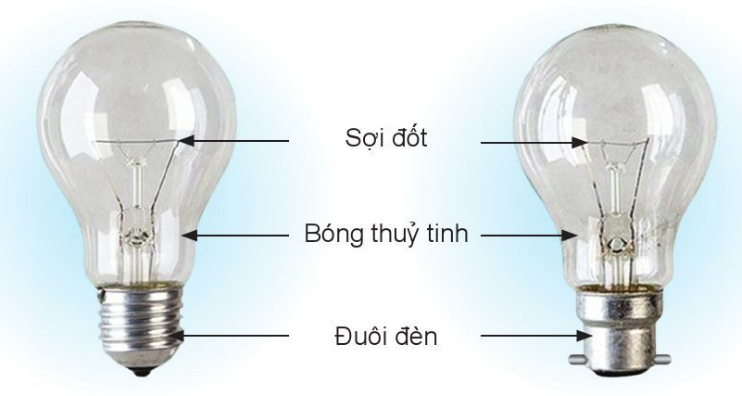 Sợi đốt
Bóng thuỷ tinh
Đuôi đèn